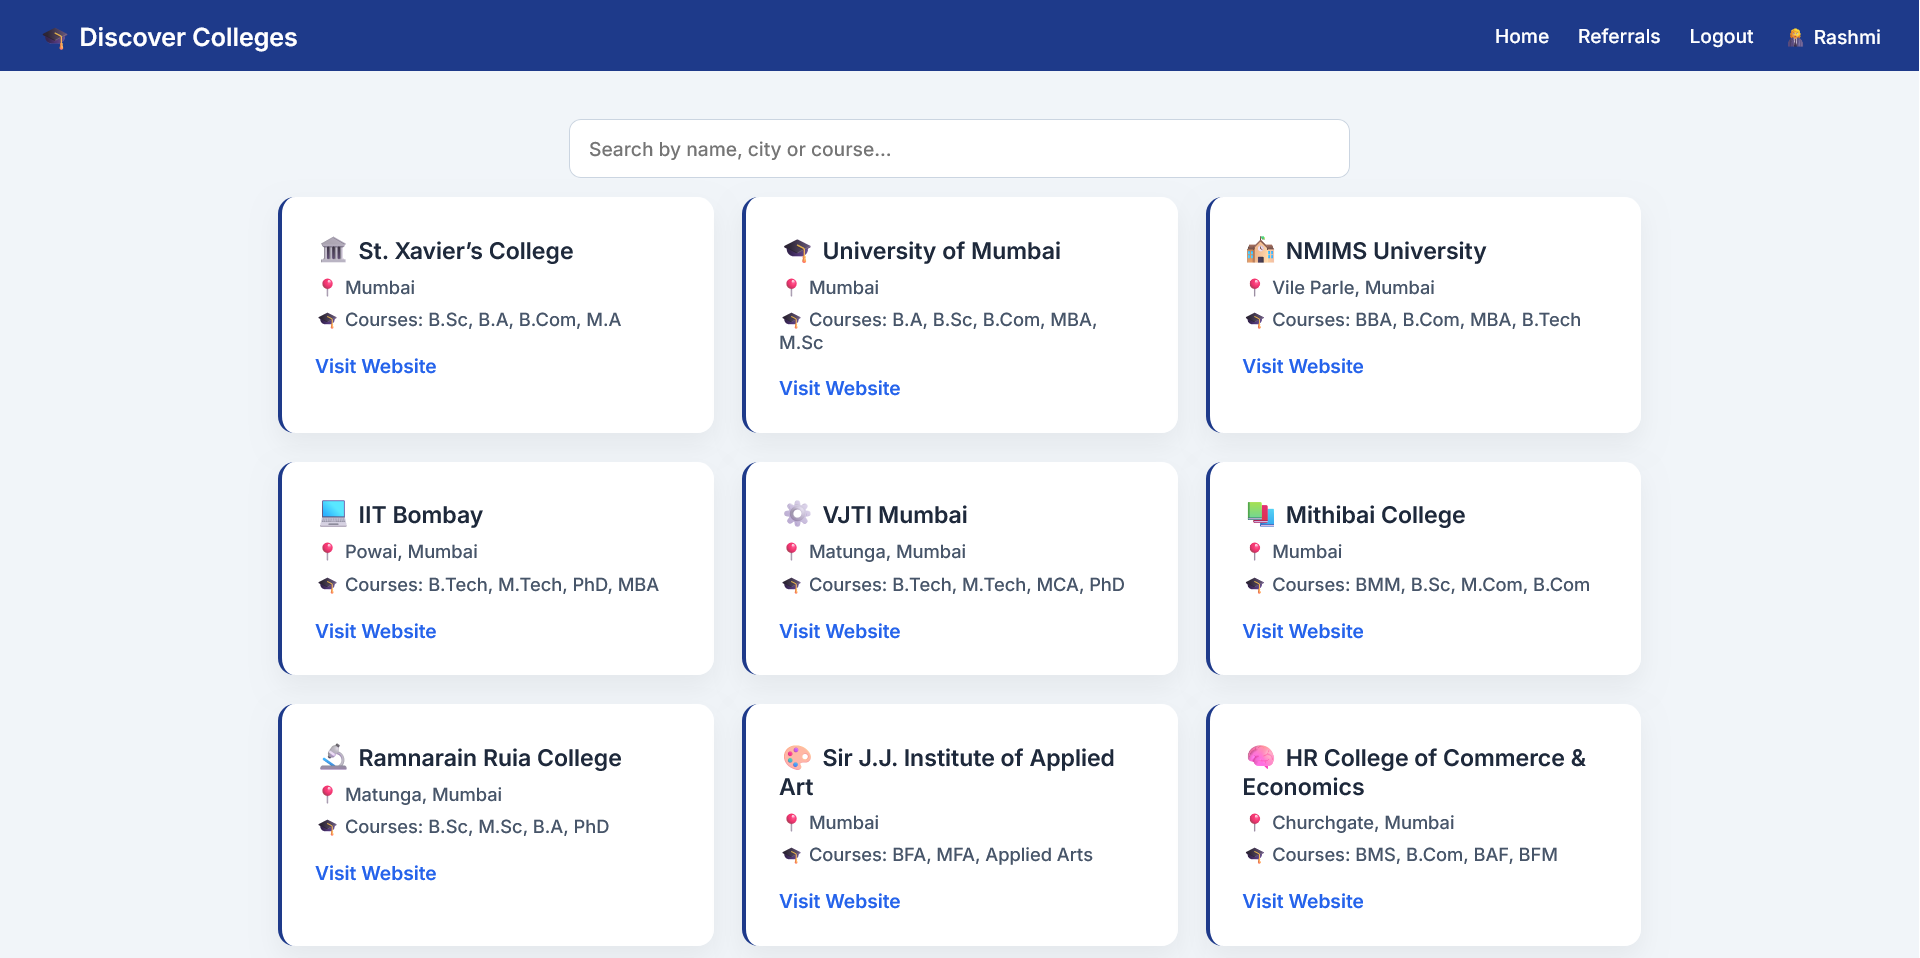 Discover Colleges
Home Referrals Logout Rashmi
Search by name, city or course...
St. Xavier’s College
Mumbai
Courses: B.Sc, B.A, B.Com, M.A
Visit Website
University of Mumbai
Mumbai
Courses: B.A, B.Sc, B.Com, MBA,
M.Sc
Visit Website
NMIMS University
Vile Parle, Mumbai
Courses: BBA, B.Com, MBA, B.Tech
Visit Website
IIT Bombay
Powai, Mumbai
Courses: B.Tech, M.Tech, PhD, MBA
Visit Website
VJTI Mumbai
Matunga, Mumbai
Courses: B.Tech, M.Tech, MCA, PhD
Visit Website
Mithibai College
Mumbai
Courses: BMM, B.Sc, M.Com, B.Com
Visit Website
Ramnarain Ruia College
Matunga, Mumbai
Courses: B.Sc, M.Sc, B.A, PhD
Visit Website
Sir J.J. Institute of Applied
Art
Mumbai
Courses: BFA, MFA, Applied Arts
Visit Website
HR College of Commerce &
Economics
Churchgate, Mumbai
Courses: BMS, B.Com, BAF, BFM
Visit Website